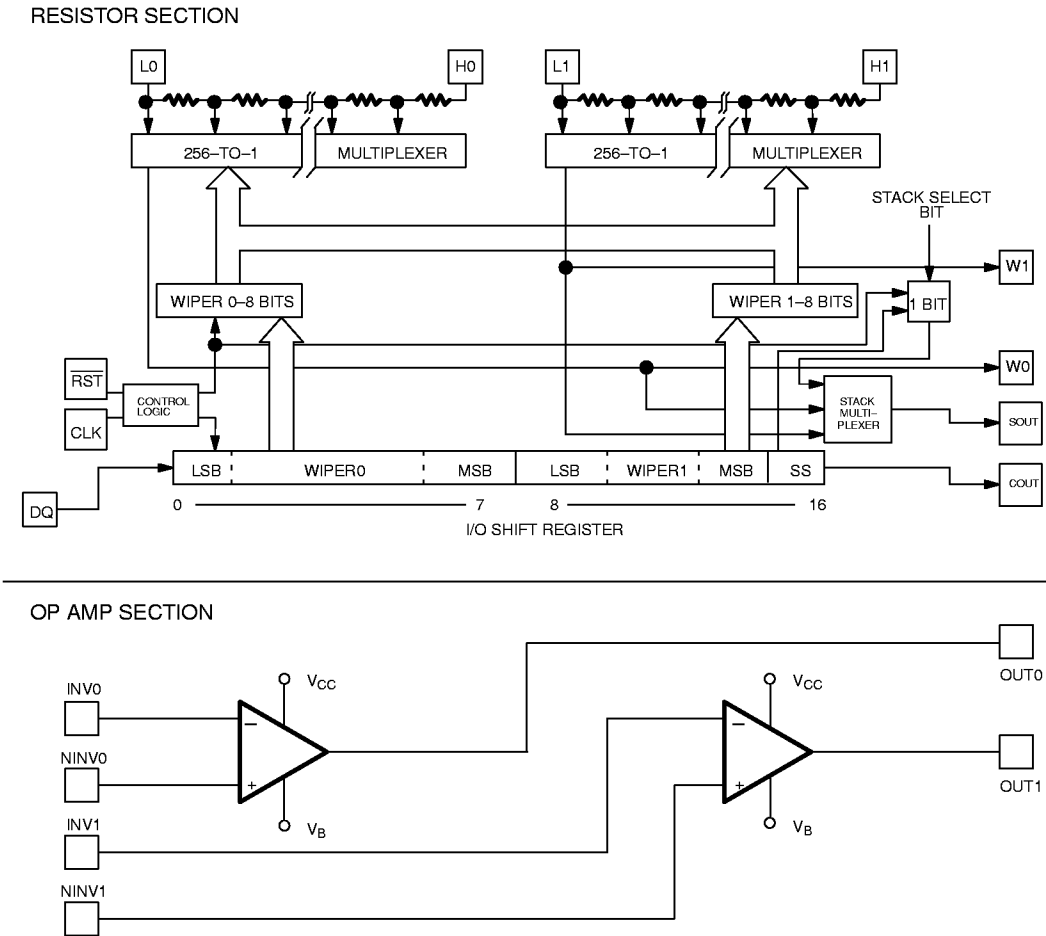 RESISTOR SECTION
L0
H0
L1
H1
256–TO–1
MULTIPLEXER
256–TO–1
MULTIPLEXER
STACK SELECT
BIT
W1
WIPER 0–8 BITS
WIPER 1–8 BITS
1 BIT
RST
CONTROL
LOGIC
CLK
W0
STACK
MULTI–
PLEXER
SOUT
LSB
WIPER0
MSB
LSB
WIPER1
MSB
SS
COUT
DQ
0
7
8
16
I/O SHIFT REGISTER
OP AMP SECTION
INV0
VCC
VCC
OUT0
–
–
NINV0
+
+
OUT1
INV1
VB
VB
NINV1